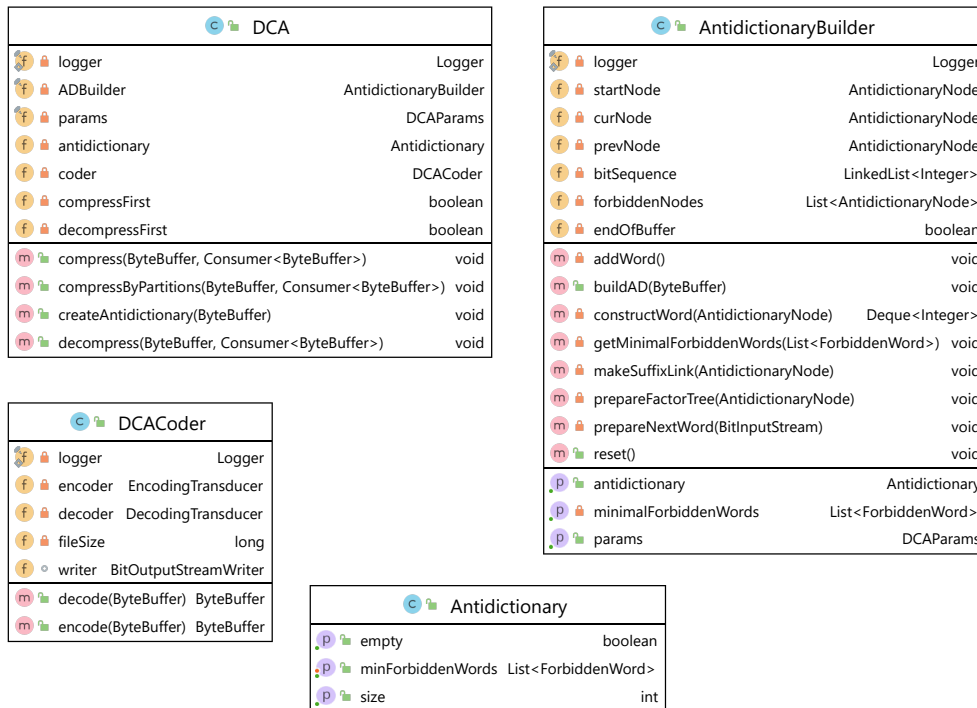 DCA
logger Logger
ADBuilder AntidictionaryBuilder
params DCAParams
antidictionary Antidictionary
coder DCACoder
compressFirst boolean
decompressFirst boolean
compress(ByteBuffer, Consumer<ByteBuffer>) void
compressByPartitions(ByteBuffer, Consumer<ByteBuffer>) void
createAntidictionary(ByteBuffer) void
decompress(ByteBuffer, Consumer<ByteBuffer>) void
AntidictionaryBuilder
logger Logger
startNode AntidictionaryNode
curNode AntidictionaryNode
prevNode AntidictionaryNode
bitSequence LinkedList<Integer>
forbiddenNodes List<AntidictionaryNode>
endOfBuffer boolean
addWord() void
buildAD(ByteBuffer) void
constructWord(AntidictionaryNode) Deque<Integer>
getMinimalForbiddenWords(List<ForbiddenWord>) void
makeSuffixLink(AntidictionaryNode) void
prepareFactorTree(AntidictionaryNode) void
prepareNextWord(BitInputStream) void
reset() void
antidictionary Antidictionary
minimalForbiddenWords List<ForbiddenWord>
params DCAParams
DCACoder
logger Logger
encoder EncodingTransducer
decoder DecodingTransducer
fileSize long
writer BitOutputStreamWriter
decode(ByteBuffer) ByteBuffer
encode(ByteBuffer) ByteBuffer
Antidictionary
empty boolean
minForbiddenWords List<ForbiddenWord>
size int